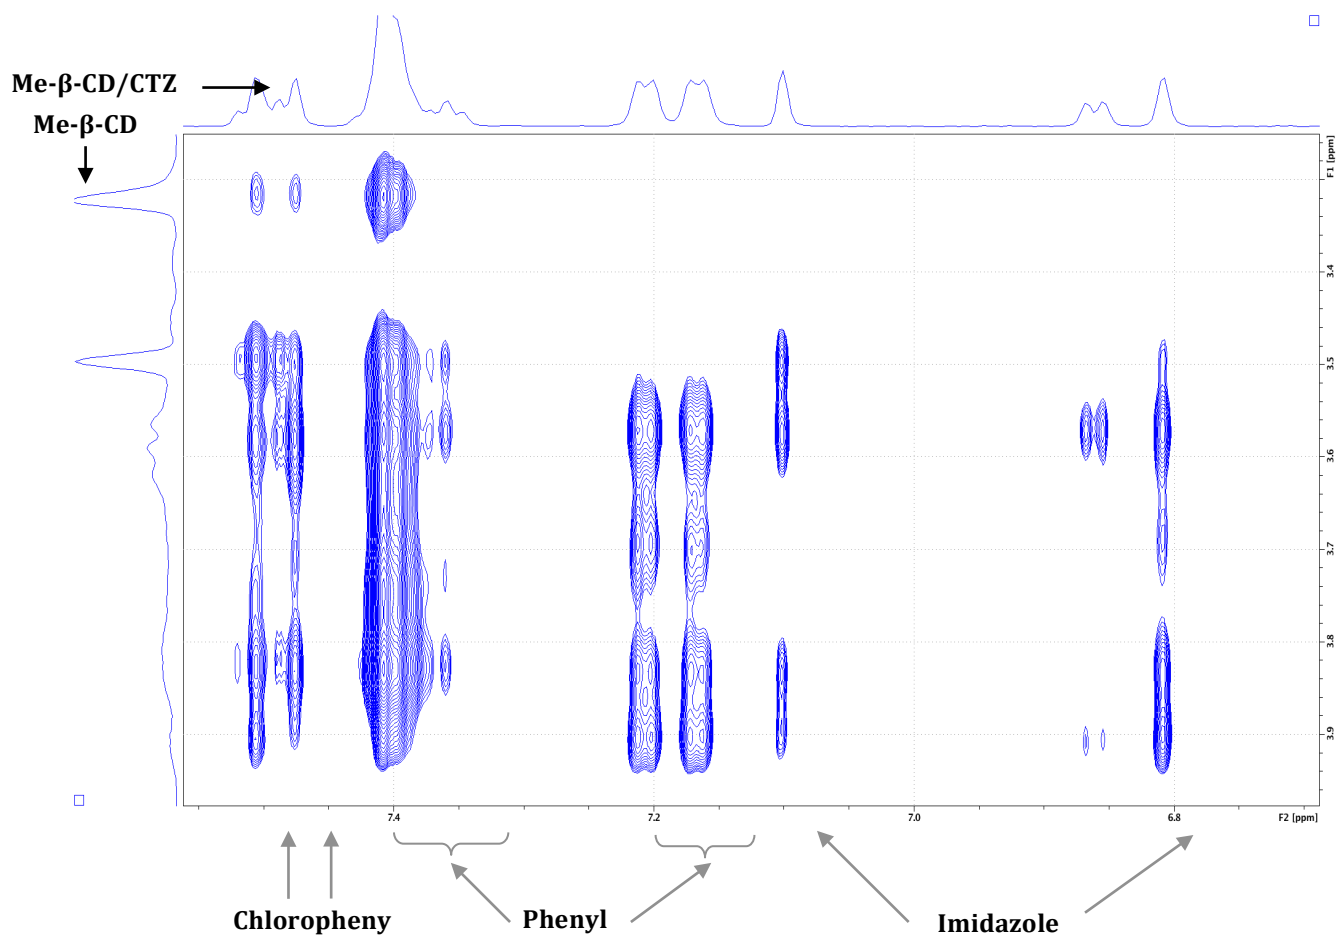 Me-β-CD/CTZ
Me-β-CD
F1 [ppm]
3.4
3.5
3.6
3.7
3.8
3.9
7.4
7.2
7.0
6.8
F2 [ppm]
Chloropheny
Phenyl
Imidazole